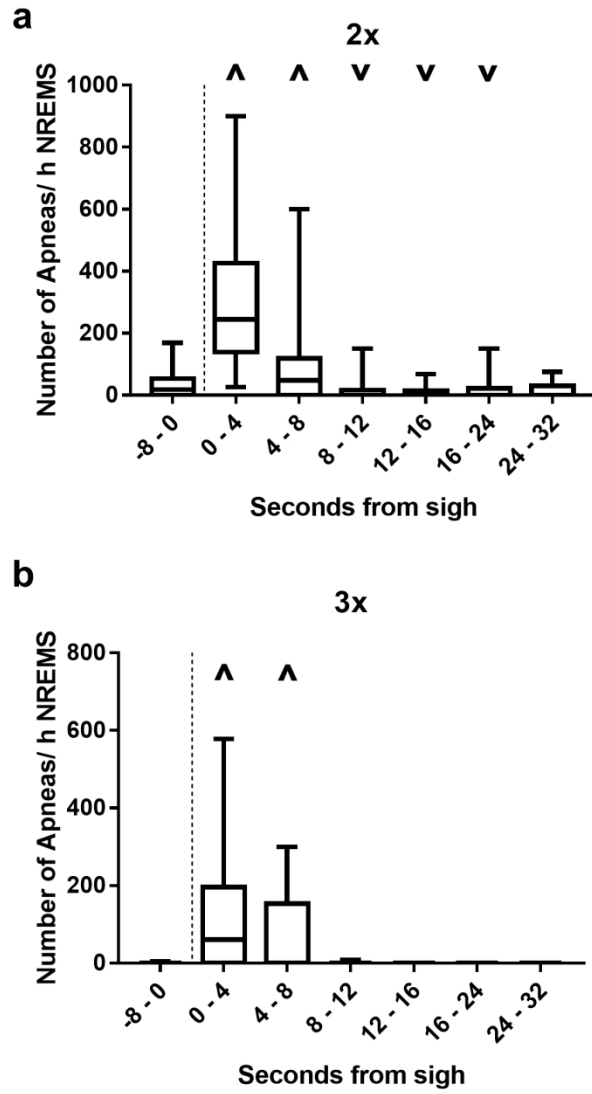 a
2x
^ ^ v v v
Number of Apneas/ h NREMS
1000
800
600
400
200
0
-8 - 0 0 - 4 4 - 8 8 - 12 12 - 16 16 - 24 24 - 32
Seconds from sigh
b
3x
^ ^
Number of Apneas/ h NREMS
800
600
400
200
0
-8 - 0 0 - 4 4 - 8 8 - 12 12 - 16 16 - 24 24 - 32
Seconds from sigh